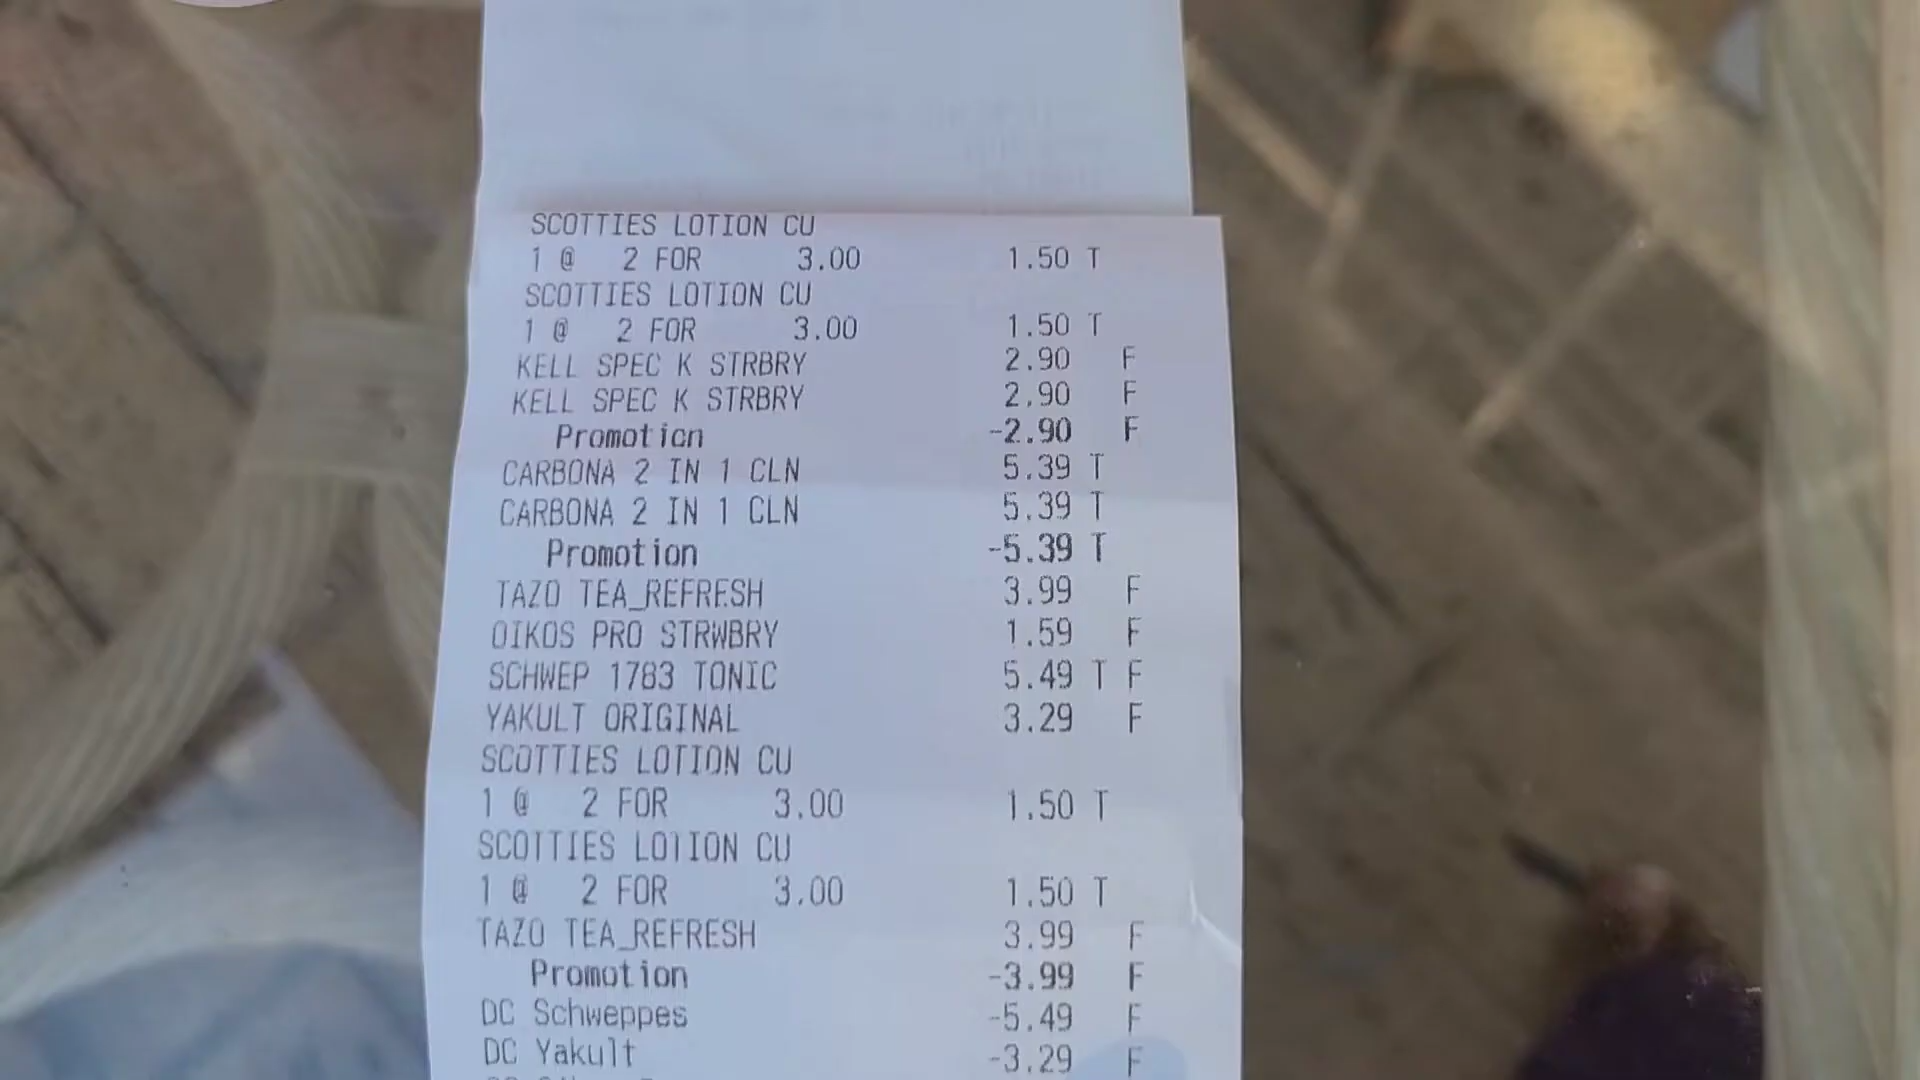 SCOTTIES LOTION CU
1 @ 2 FOR 3.00 1.50 T
SCOTTIES LOTION CU
1 @ 2 FOR 3.00 1.50 T
KELL SPEC K STRBRY 2.90 F
KELL SPEC K STRBRY 2.90 F
Promotion -2.90 F
CARBONA 2 IN 1 CLN 5.39 T
CARBONA 2 IN 1 CLN 5.39 T
Promotion -5.39 T
TAZO TEA_REFRESH 3.99 F
OIKOS PRO STRWBRY 1.59 F
SCHWEP 1783 TONIC 5.49 T F
YAKULT ORIGINAL 3.29 F
SCOTTIES LOTION CU
1 @ 2 FOR 3.00 1.50 T
SCOTTIES LOTION CU
1 @ 2 FOR 3.00 1.50 T
TAZO TEA_REFRESH 3.99 F
Promotion -3.99 F
DC Schweppes -5.49 F
DC Yakult -3.29 F